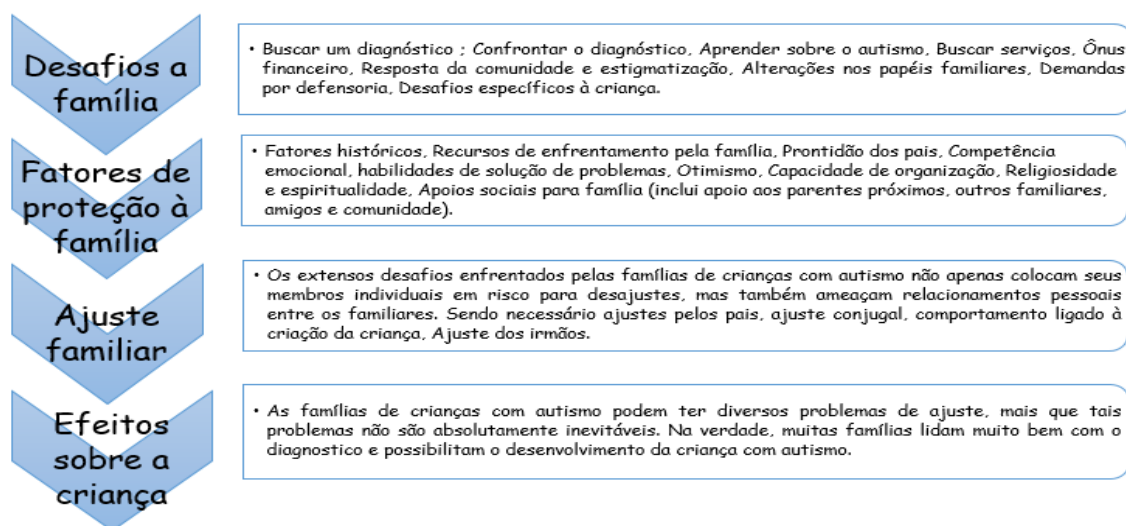 Desafios a
família
• Buscar um diagnóstico ; Confrontar o diagnóstico, Aprender sobre o autismo, Buscar serviços, Ônus
financeiro, Resposta da comunidade e estigmatização, Alterações nos papéis familiares, Demandas
por defensoria, Desafios específicos à criança.
Fatores de
proteção à
família
• Fatores históricos, Recursos de enfrentamento pela família, Prontidão dos pais, Competência
emocional, habilidades de solução de problemas, Otimismo, Capacidade de organização, Religiosidade
e espiritualidade, Apoios sociais para família (inclui apoio aos parentes próximos, outros familiares,
amigos e comunidade).
Ajuste
familiar
• Os extensos desafios enfrentados pelas famílias de crianças com autismo não apenas colocam seus
membros individuais em risco para desajustes, mas também ameaçam relacionamentos pessoais
entre os familiares. Sendo necessário ajustes pelos pais, ajuste conjugal, comportamento ligado à
criação da criança, Ajuste dos irmãos.
Efeitos
sobre a
criança
• As famílias de crianças com autismo podem ter diversos problemas de ajuste, mais que tais
problemas não são absolutamente inevitáveis. Na verdade, muitas famílias lidam muito bem com o
diagnostico e possibilitam o desenvolvimento da criança com autismo.